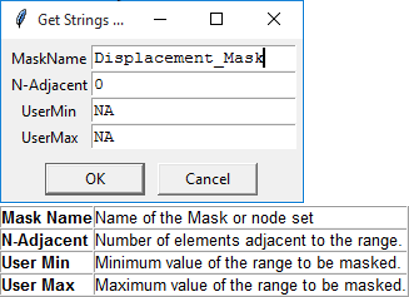 Get Strings ...
MaskName Displacement_Mask
N-Adjacent 0
UserMin NA
UserMax NA
OK Cancel
Mask Name Name of the Mask or node set
N-Adjacent Number of elements adjacent to the range.
User Min Minimum value of the range to be masked.
User Max Maximum value of the range to be masked.